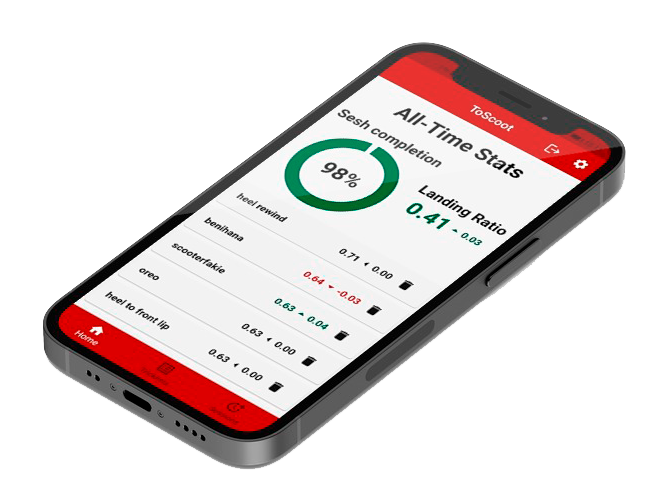 ToScoot
All-Time Stats
Sesh completion
98%
Landing Ratio
0.41 0.03
heel rewind
0.71 0.00
benihana
0.64 -0.03
scooterfakie
0.63 0.04
oreo
0.63 0.00
heel to front lip
0.63 0.00
Home